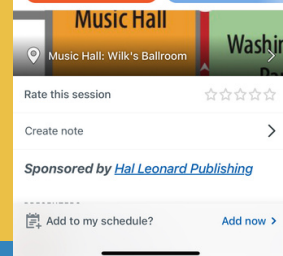 Music Hall
Washin
Music Hall: Wilk's Ballroom
Rate this session
Create note
Sponsored by Hal Leonard Publishing
Add to my schedule? Add now